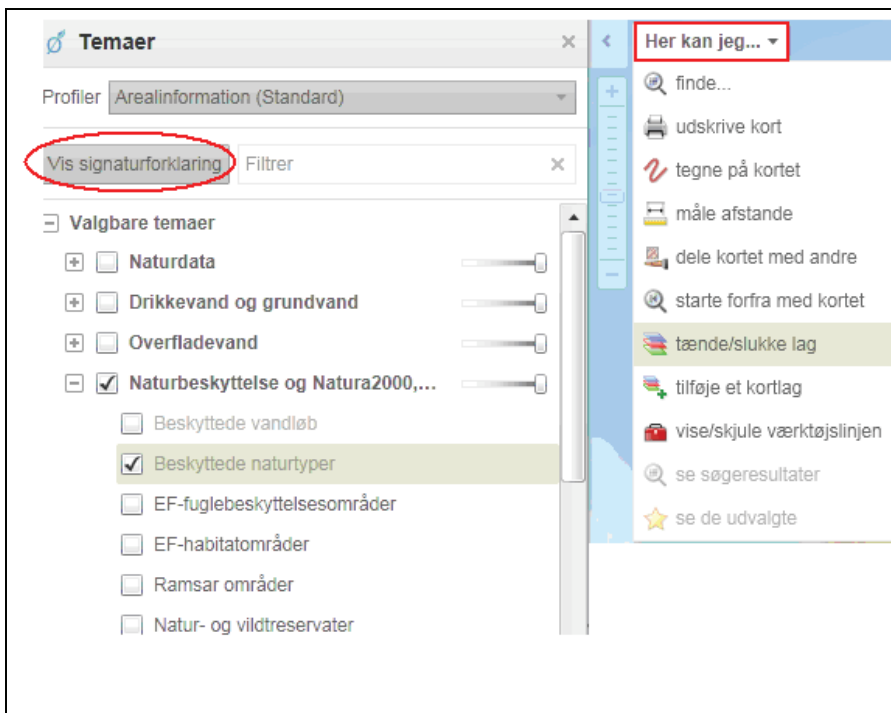 Temaer
Profiler Arealinformation (Standard)
Vis signaturforklaring Filtrer
Valgbare temaer
Naturdata
Drikkevand og grundvand
Overfladevand
Naturbeskyttelse og Natura2000,...
Beskyttede vandløb
Beskyttede naturtyper
EF-fuglebeskyttelsesområder
EF-habitatområder
Ramsar områder
Natur- og vildtreservater
Her kan jeg...
finde...
udskrive kort
tegne på kortet
måle afstande
dele kortet med andre
starte forfra med kortet
tænde/slukke lag
tilføje et kortlag
vise/skjule værktøjslinjen
se søgeresultater
se de udvalgte